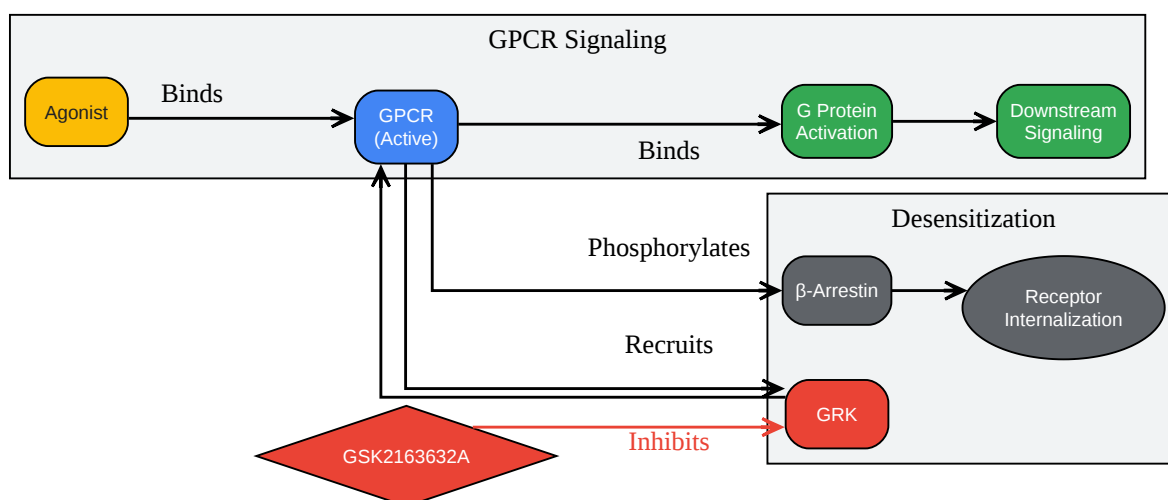 GPCR Signaling
Agonist
Binds
GPCR
(Active)
Binds
G Protein
Activation
Downstream
Signaling
Desensitization
Phosphorylates
β-Arrestin
Receptor
Internalization
Recruits
GRK
GSK2163632A
Inhibits